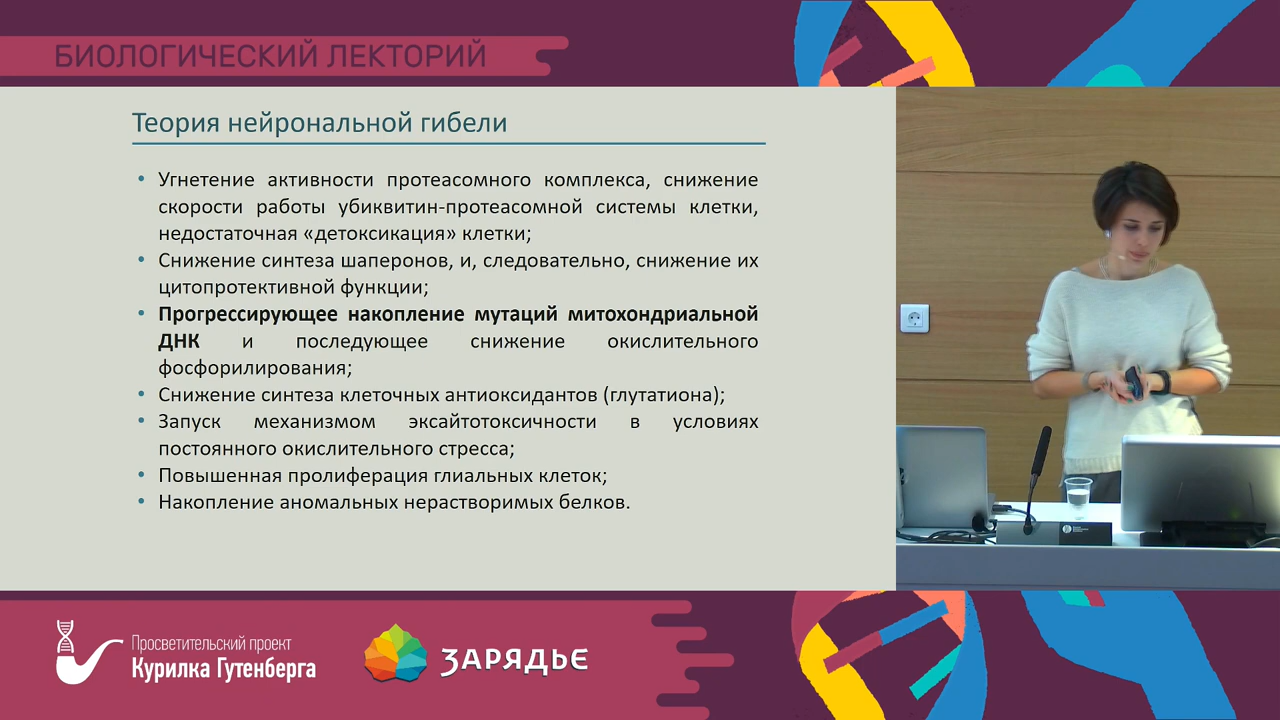 БИОЛОГИЧЕСКИЙ ЛЕКТОРИЙ
Теория нейрональной гибели
• Угнетение активности протеасомного комплекса, снижение
скорости работы убиквитин-протеасомной системы клетки,
недостаточная «детоксикация» клетки;
• Снижение синтеза шаперонов, и, следовательно, снижение их
цитопротективной функции;
• Прогрессирующее накопление мутаций митохондриальной
ДНК и последующее снижение окислительного
фосфорилирования;
• Снижение синтеза клеточных антиоксидантов (глутатиона);
• Запуск механизмом эксайтотоксичности в условиях
постоянного окислительного стресса;
• Повышенная пролиферация глиальных клеток;
• Накопление аномальных нерастворимых белков.
Просветительский проект
Курилка Гутенберга
ЗАРЯДЬЕ